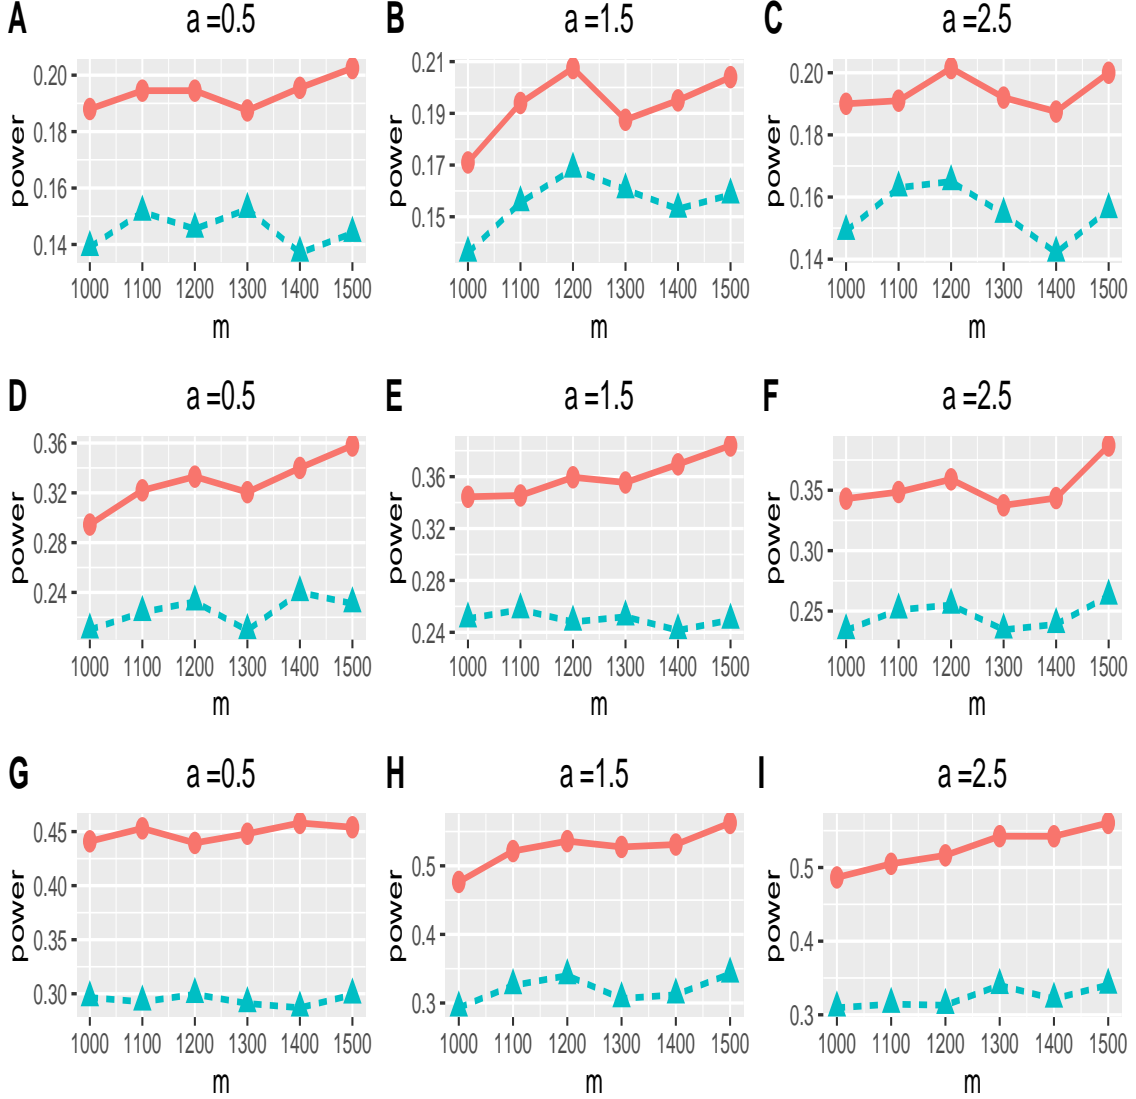 A a =0.5 B a =1.5 C a =2.5
power 0.20 0.18 0.16 0.14
1000 1100 1200 1300 1400 1500
m
power 0.21 0.19 0.17 0.15
1000 1100 1200 1300 1400 1500
m
power 0.20 0.18 0.16 0.14
1000 1100 1200 1300 1400 1500
m
D a =0.5 E a =1.5 F a =2.5
power 0.36 0.32 0.28 0.24
1000 1100 1200 1300 1400 1500
m
power 0.36 0.32 0.28 0.24
1000 1100 1200 1300 1400 1500
m
power 0.35 0.30 0.25
1000 1100 1200 1300 1400 1500
m
G a =0.5 H a =1.5 I a =2.5
power 0.45 0.40 0.35 0.30
1000 1100 1200 1300 1400 1500
m
power 0.5 0.4 0.3
1000 1100 1200 1300 1400 1500
m
power 0.5 0.4 0.3
1000 1100 1200 1300 1400 1500
m